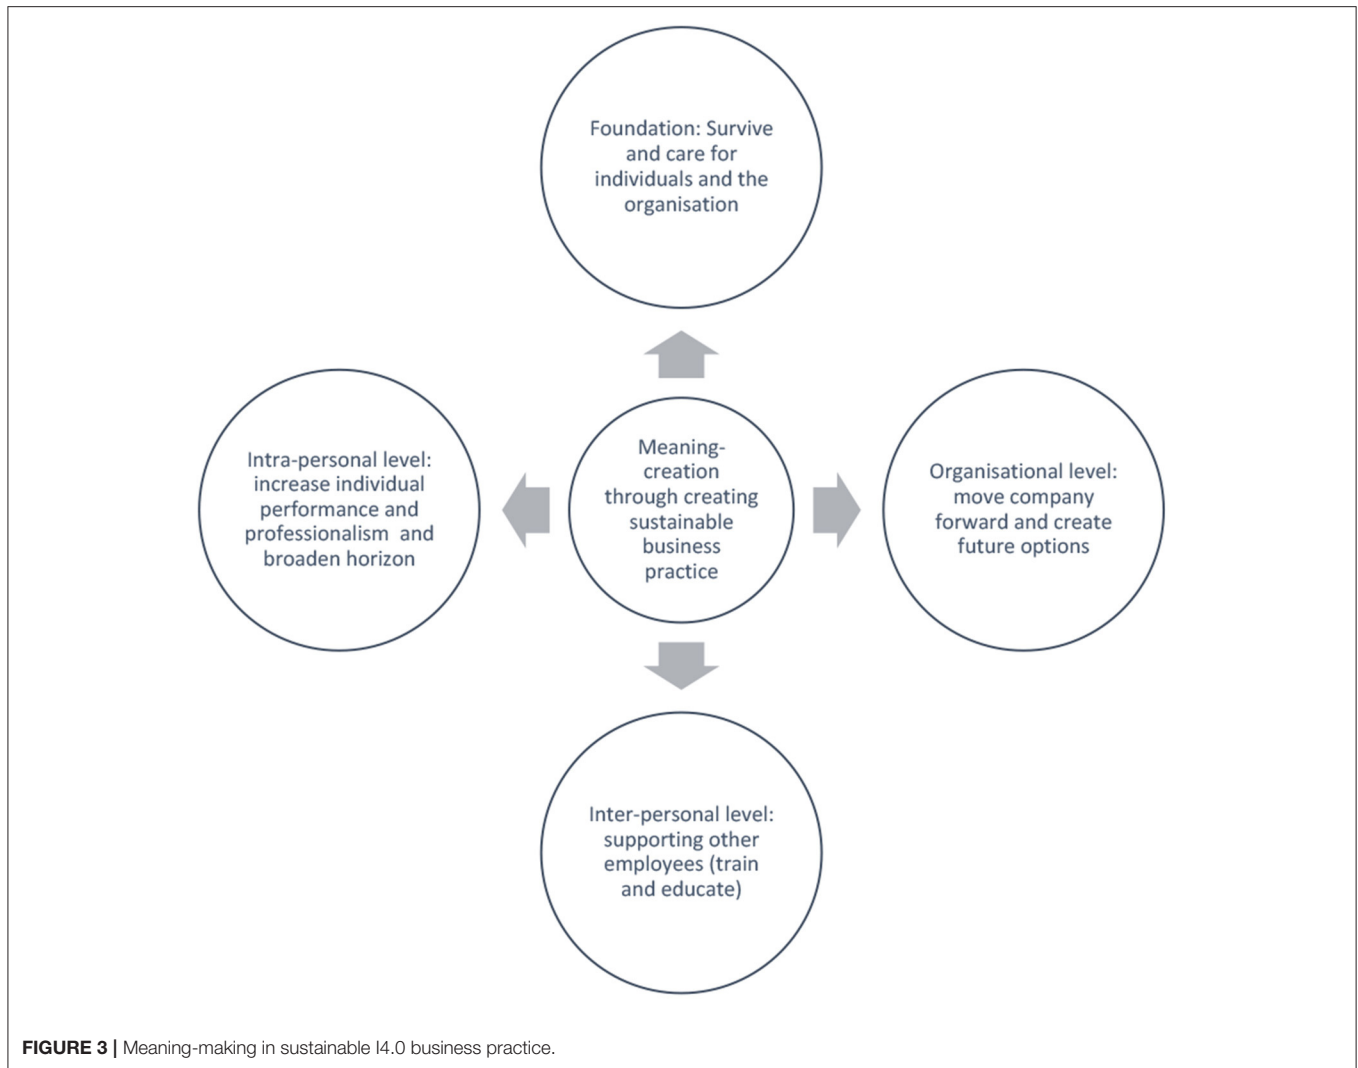 Foundation: Survive
and care for
individuals and the
organisation
Intra-personal level:
increase individual
performance and
professionalism  and
broaden horizon
Meaning-
creation
through creating
sustainable
business
practice
Organisational level:
move company
forward and create
future options
Inter-personal level:
supporting other
employees (train
and educate)
FIGURE 3 | Meaning-making in sustainable I4.0 business practice.